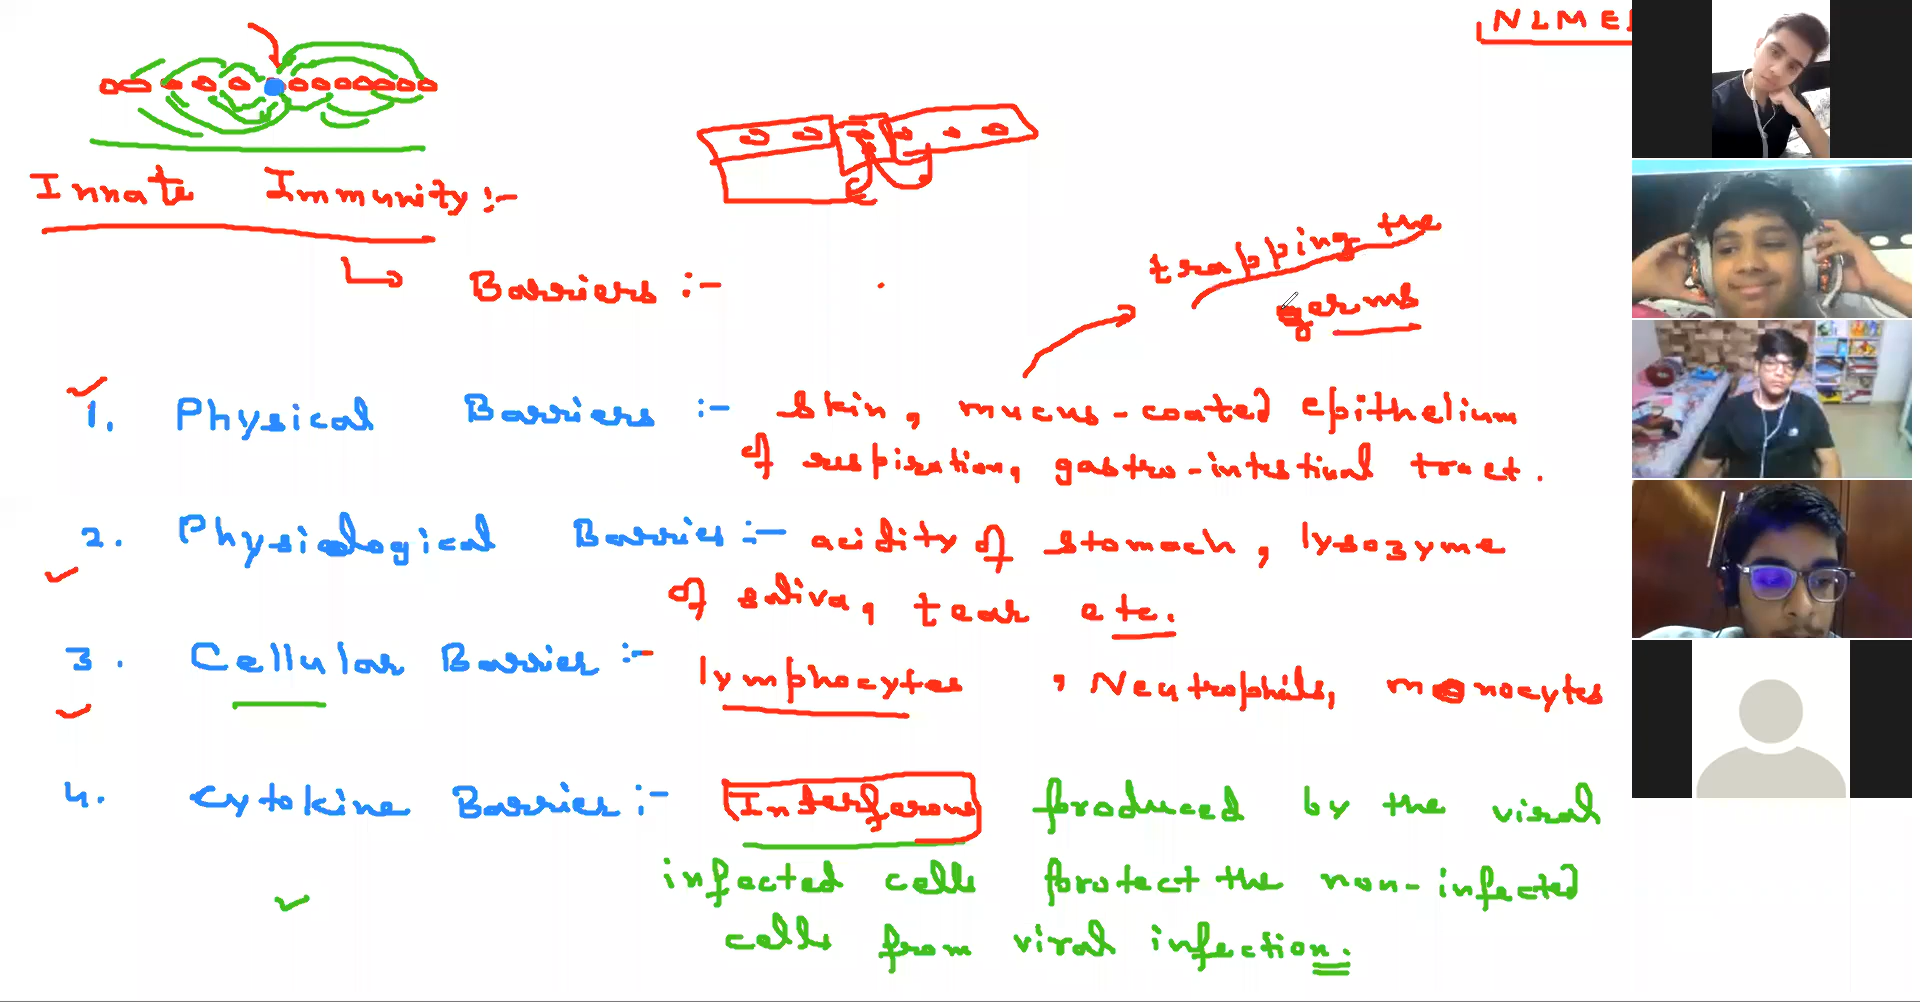 NLME
Innate Immunity :-
Barriers :-
trapping the
germs
1. Physical Barriers :- skin, mucus-coated epithelium
of respiration, gastro-intestinal tract.
2. Physiological Barrier :- acidity of stomach, lysozyme
of saliva, tear etc.
3. Cellular Barrier :- lymphocytes , Neutrophils, monocytes
4. Cytokine Barrier :- Interferons produced by the viral
infected cells protect the non-infected
cells from viral infection.